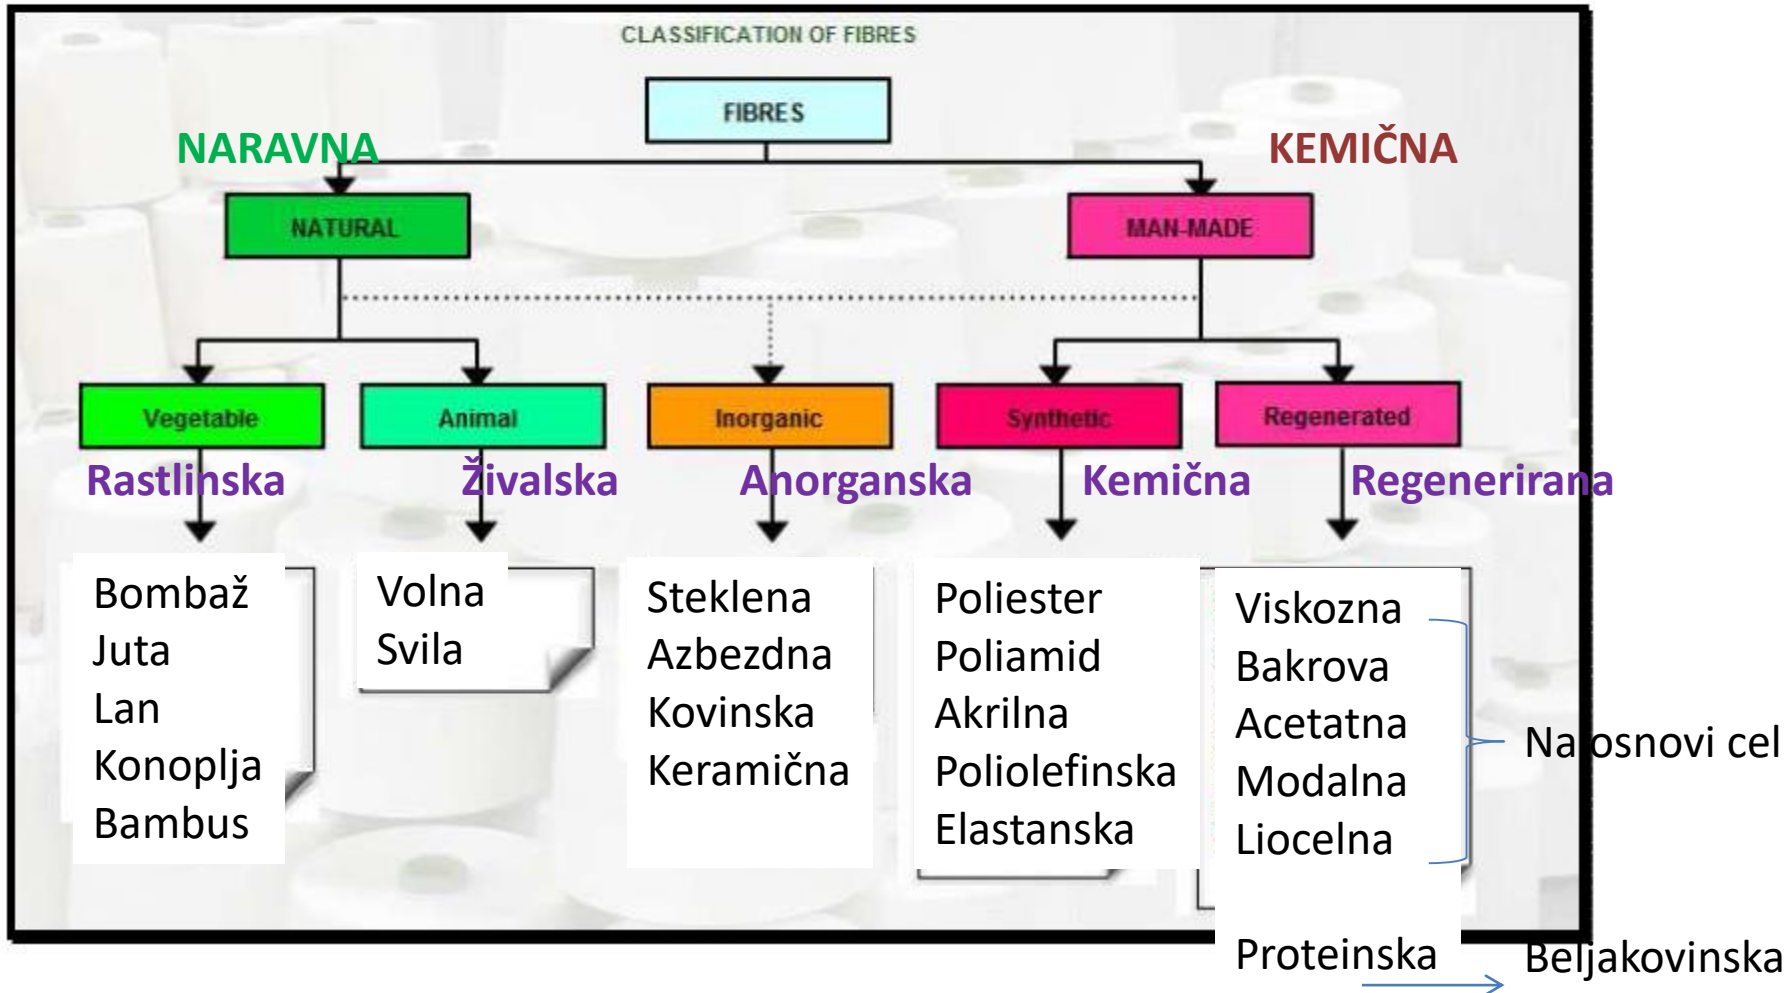 CLASSIFICATION OF FIBRES
FIBRES
NARAVNA
KEMIČNA
NATURAL
MAN-MADE
Vegetable
Animal
Inorganic
Synthetic
Regenerated
Rastlinska
Živalska
Anorganska
Kemična
Regenerirana
Bombaž
Juta
Lan
Konoplja
Bambus
Volna
Svila
Steklena
Azbezdna
Kovinska
Keramična
Poliester
Poliamid
Akrilna
Poliolefinska
Elastanska
Viskozna
Bakrova
Acetatna
Modalna
Liocelna
Na osnovi cel
Proteinska
Beljakovinska